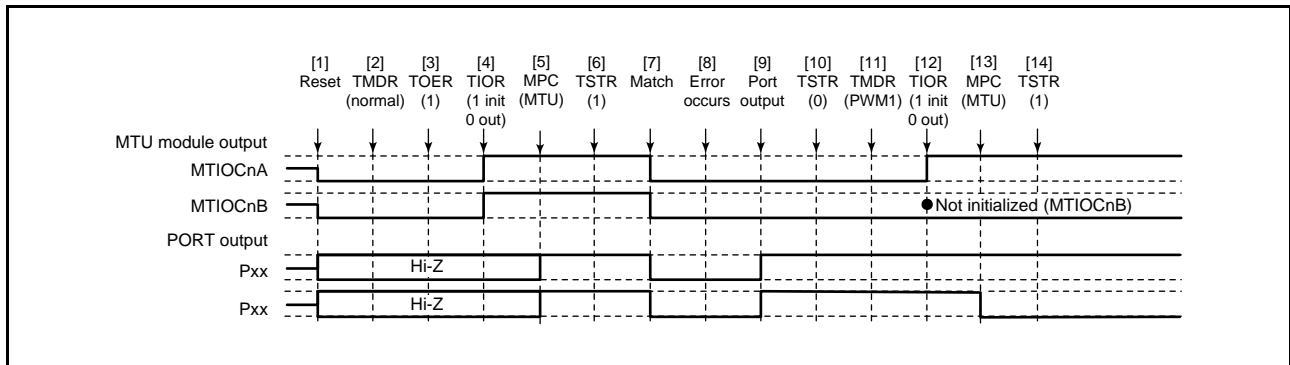 [1] [2] [3] [4] [5] [6] [7] [8] [9] [10] [11] [12] [13] [14]
Reset TMDR TOER TIOR MPC TSTR Match Error Port TSTR TMDR TIOR MPC TSTR
(normal) (1) (1 init (MTU) (1) occurs output (0) (PWM1) (1 init (MTU) (1)
0 out) 0 out)
MTU module output
MTIOCnA
MTIOCnB Not initialized (MTIOCnB)
PORT output
Pxx Hi-Z
Pxx Hi-Z